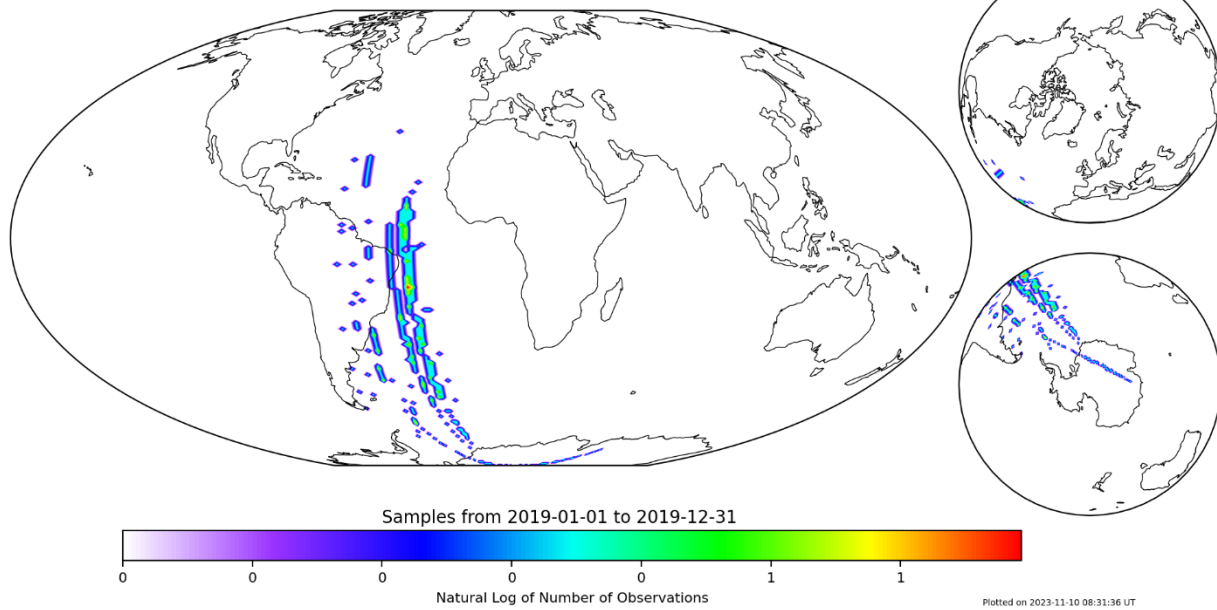 Samples from 2019-01-01 to 2019-12-31
0 0 0 0 0 1 1
Natural Log of Number of Observations
Plotted on 2023-11-10 08:31:36 UT